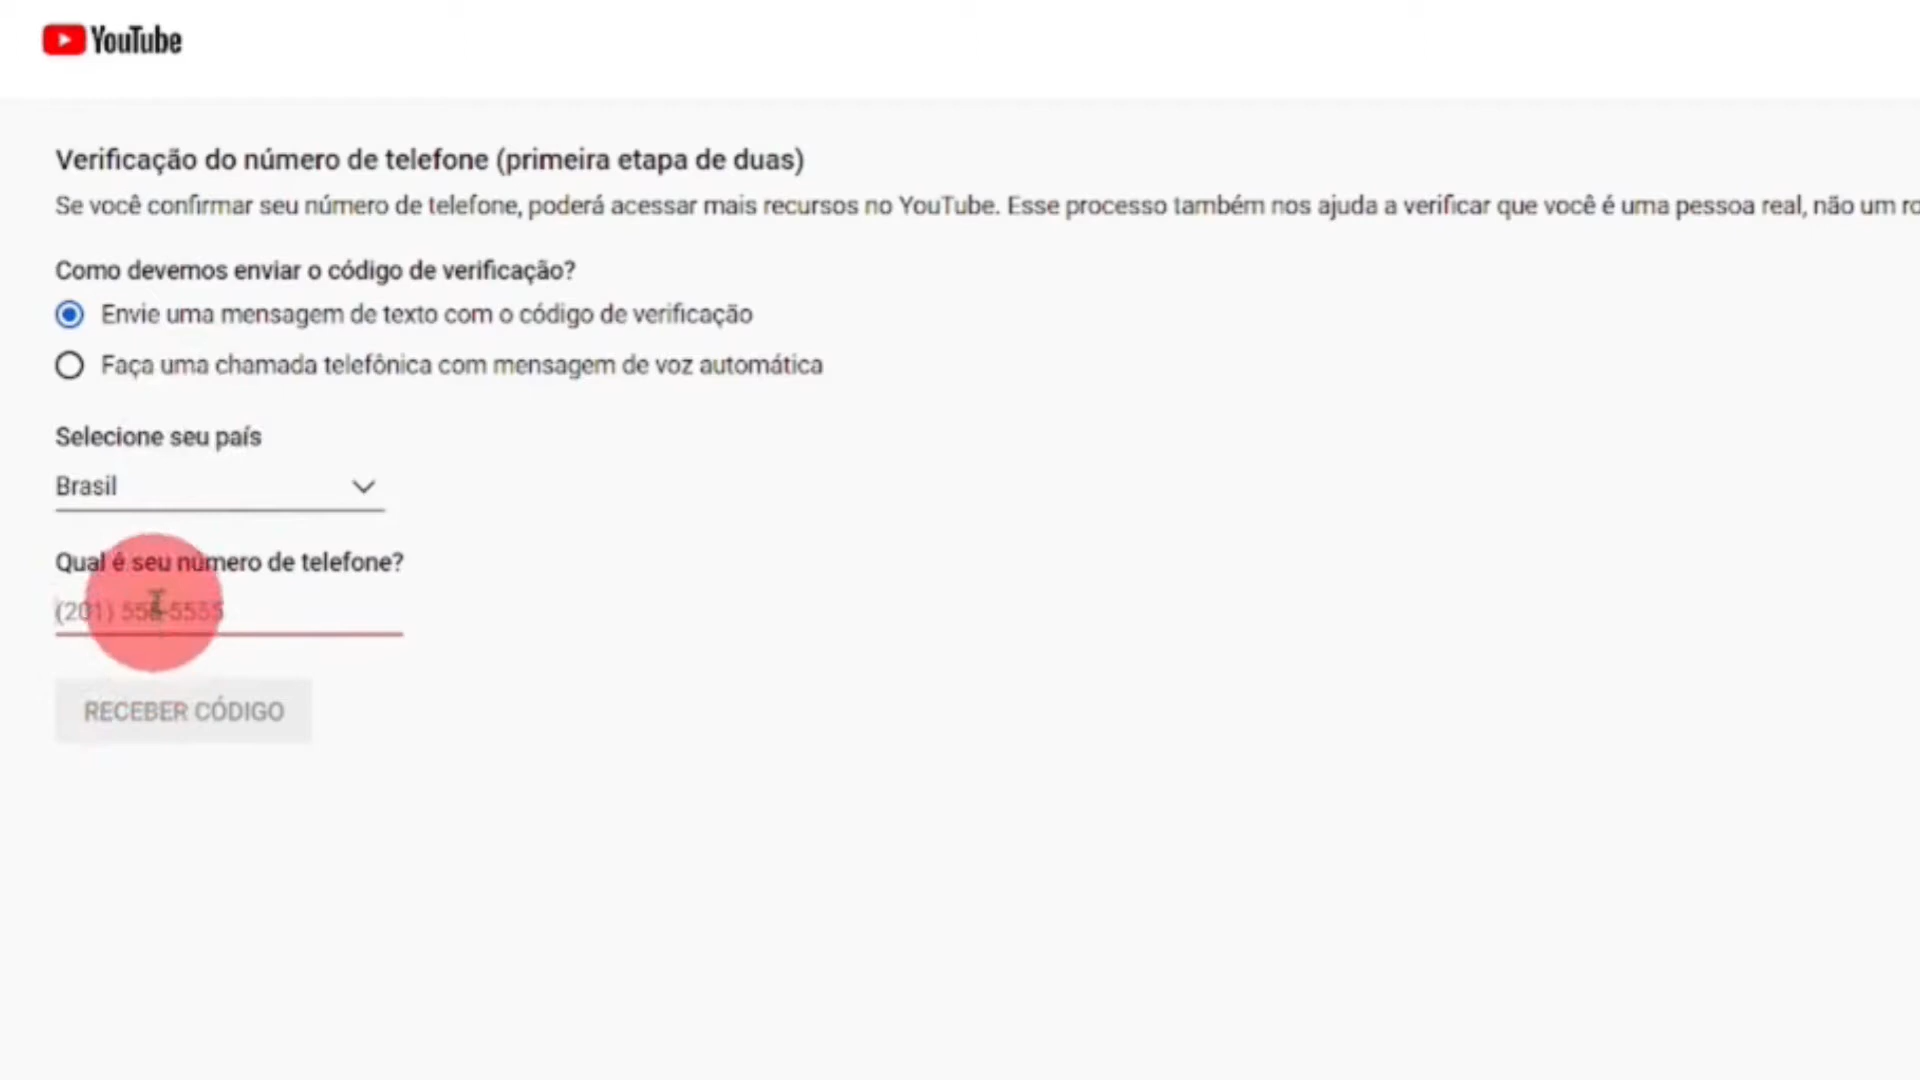 YouTube
Verificação do número de telefone (primeira etapa de duas)
Se você confirmar seu número de telefone, poderá acessar mais recursos no YouTube. Esse processo também nos ajuda a verificar que você é uma pessoa real, não um ro
Como devemos enviar o código de verificação?
Envie uma mensagem de texto com o código de verificação
Faça uma chamada telefônica com mensagem de voz automática
Selecione seu país
Brasil
Qual é seu número de telefone?
(201)
RECEBER CÓDIGO